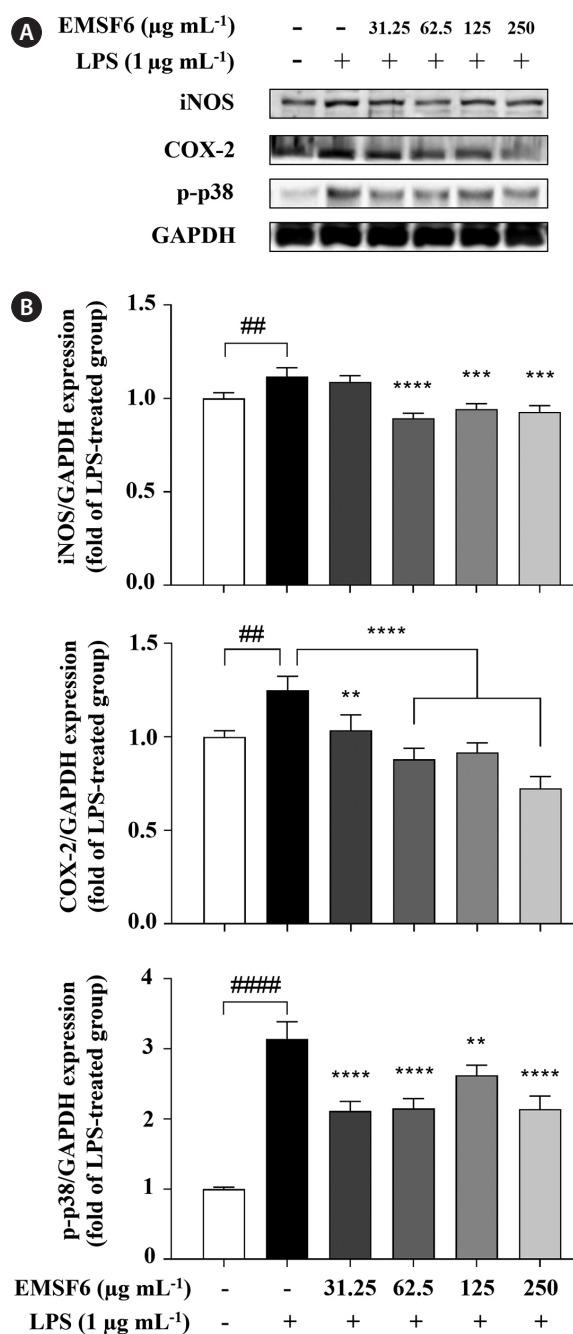 A
EMSF6 (µg mL-1) - - 31.25 62.5 125 250
LPS (1 µg mL-1) - + + + + +
iNOS
COX-2
p-p38
GAPDH
B
iNOS/GAPDH expression
(fold of LPS-treated group)
1.5
1.0
0.5
0.0
##
**** *** ***
COX-2/GAPDH expression
(fold of LPS-treated group)
1.5
1.0
0.5
0.0
## ****
**
p-p38/GAPDH expression
(fold of LPS-treated group)
4
3
2
1
0
####
**** **** ** ****
EMSF6 (µg mL-1) - - 31.25 62.5 125 250
LPS (1 µg mL-1) - + + + + +